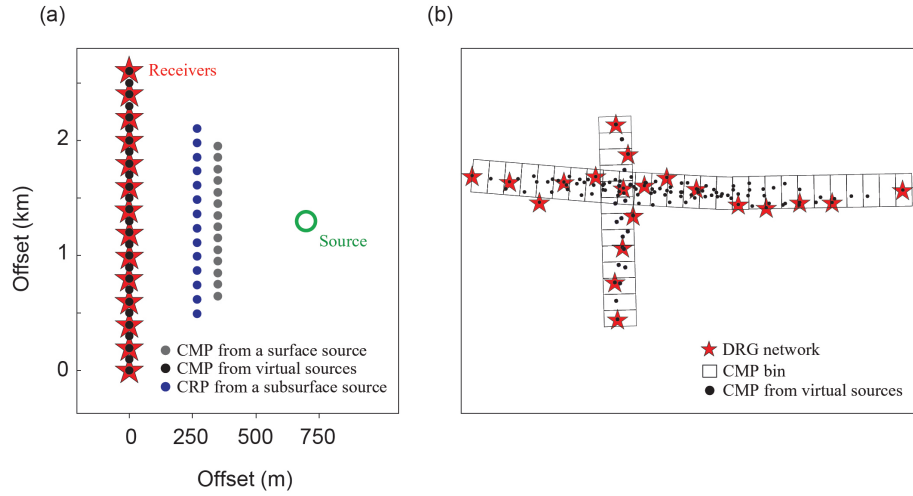 (a)
(b)
Receivers
Source
2
1
0
Offset (km)
CMP from a surface source
CMP from virtual sources
CRP from a subsurface source
0 250 500 750
Offset (m)
DRG network
CMP bin
CMP from virtual sources